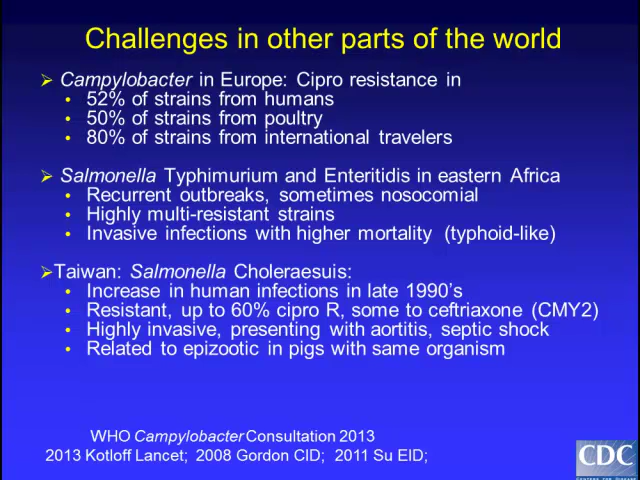 Challenges in other parts of the world
➢ Campylobacter in Europe: Cipro resistance in
• 52% of strains from humans
• 50% of strains from poultry
• 80% of strains from international travelers
➢ Salmonella Typhimurium and Enteritidis in eastern Africa
• Recurrent outbreaks, sometimes nosocomial
• Highly multi-resistant strains
• Invasive infections with higher mortality (typhoid-like)
➢Taiwan: Salmonella Choleraesuis:
• Increase in human infections in late 1990's
• Resistant, up to 60% cipro R, some to ceftriaxone (CMY2)
• Highly invasive, presenting with aortitis, septic shock
• Related to epizootic in pigs with same organism
WHO Campylobacter Consultation 2013
2013 Kotloff Lancet; 2008 Gordon CID; 2011 Su EID;
CDC